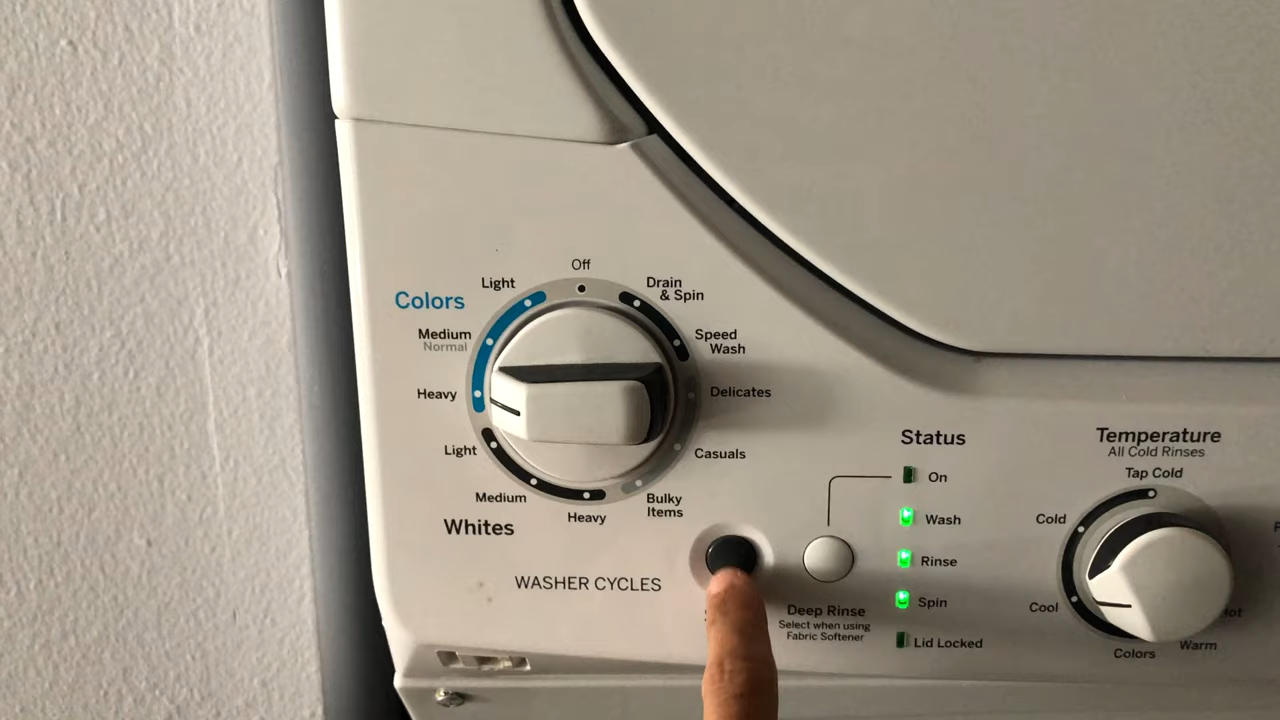 Off
Light
Drain
& Spin
Colors
Medium
Normal
Speed
Wash
Heavy
Delicates
Light
Casuals
Medium
Heavy
Bulky
Items
Whites
WASHER CYCLES
Deep Rinse
Select when using
Fabric Softener
Status
On
Wash
Rinse
Spin
Lid Locked
Temperature
All Cold Rinses
Tap Cold
Cold
Cool
Colors
Warm